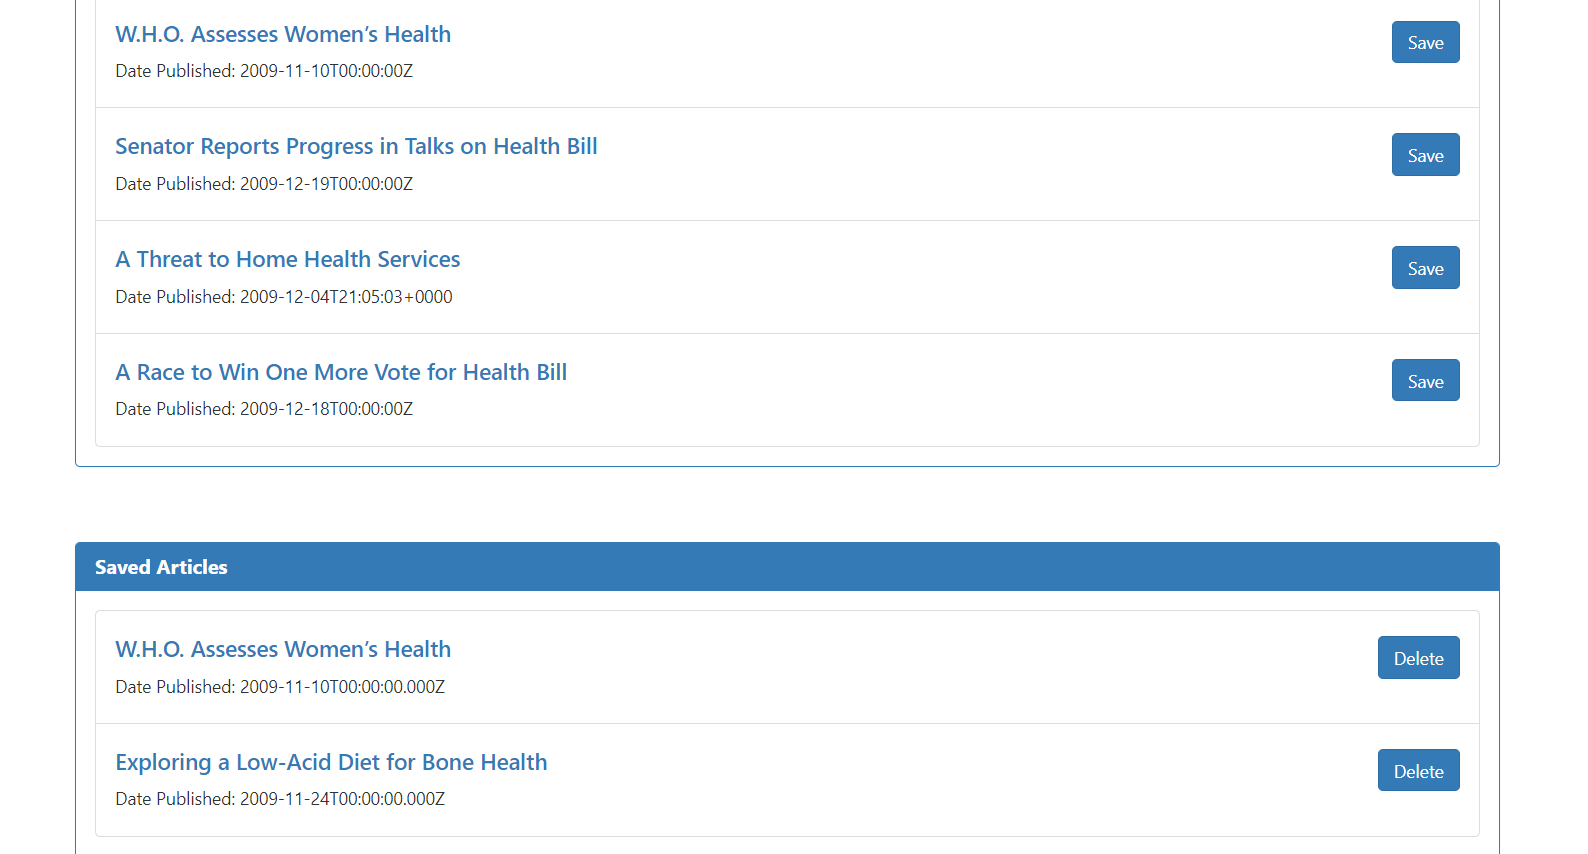 W.H.O. Assesses Women’s Health
Save
Date Published: 2009-11-10T00:00:00Z
Senator Reports Progress in Talks on Health Bill
Save
Date Published: 2009-12-19T00:00:00Z
A Threat to Home Health Services
Save
Date Published: 2009-12-04T21:05:03+0000
A Race to Win One More Vote for Health Bill
Save
Date Published: 2009-12-18T00:00:00Z
Saved Articles
W.H.O. Assesses Women’s Health
Delete
Date Published: 2009-11-10T00:00:00.000Z
Exploring a Low-Acid Diet for Bone Health
Delete
Date Published: 2009-11-24T00:00:00.000Z